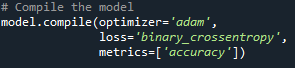 # Compile the model
model.compile(optimizer='adam',
              loss='binary_crossentropy',
              metrics=['accuracy'])